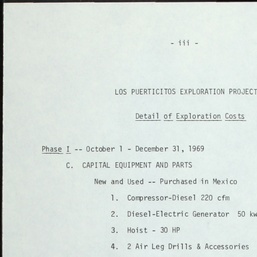 - iii -
LOS PUERTICITOS EXPLORATION PROJECT
Detail of Exploration Costs
Phase I -- October 1 - December 31, 1969
C. CAPITAL EQUIPMENT AND PARTS
New and Used -- Purchased in Mexico
1. Compressor-Diesel 220 cfm
2. Diesel-Electric Generator 50 kw
3. Hoist - 30 HP
4. 2 Air Leg Drills & Accessories